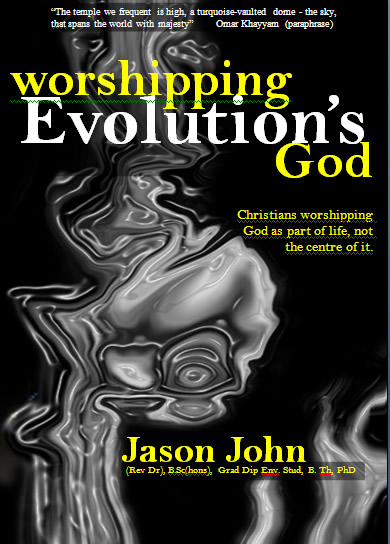 “The temple we frequent is high, a turquoise-vaulted dome - the sky,
that spans the world with majesty” Omar Khayyam (paraphrase)
worshipping
Evolution’s
God
Christians worshipping
God as part of life, not
the centre of it.
Jason John
(Rev Dr), B.Sc(hons), Grad Dip Env. Stud, B. Th, PhD